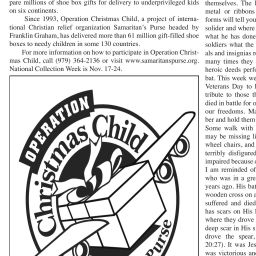 pare millions of shoe box gifts for delivery to underprivileged kids
on six continents.
Since 1993, Operation Christmas Child, a project of interna-
tional Christian relief organization Samaritan's Purse headed by
Franklin Graham, has delivered more than 61 million gift-filled shoe
boxes to needy children in some 130 countries.
For more information on how to participate in Operation Christ-
mas Child, call (979) 364-2136 or visit www.samaritanspurse.org.
National Collection Week is Nov. 17-24.
OPERATION
Christmas Child
Purse
themselves. The
metal or ribbons
forms will tell you
soldier and where
what he has done
soldiers what the
als and insignias r
many times they
heroic deeds perfo
bat. This week we
Veterans Day to
tribute to those th
died in battle for o
our freedoms. Ma
ber and hold them
Some walk with
may be missing li
wheel chairs, and
terribly disfigured
impaired because o
I am reminded of
who was in a grea
years ago. His bat
wooden cross on a
suffered and died
has scars on His
where they drove
deep scar in His s
drove the spear,
20:27). It was Jes
was victorious and